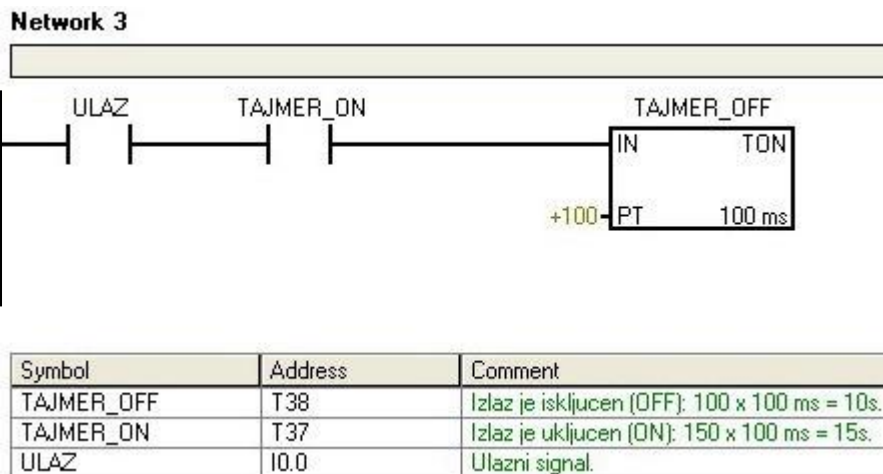 Network 3
ULAZ TAJMER_ON TAJMER_OFF
IN TON
+100 PT 100 ms
Symbol Address Comment
TAJMER_OFF T38 Izlaz je iskljucen (OFF): 100 x 100 ms = 10s.
TAJMER_ON T37 Izlaz je ukljucen (ON): 150 x 100 ms = 15s.
ULAZ I0.0 Ulazni signal.